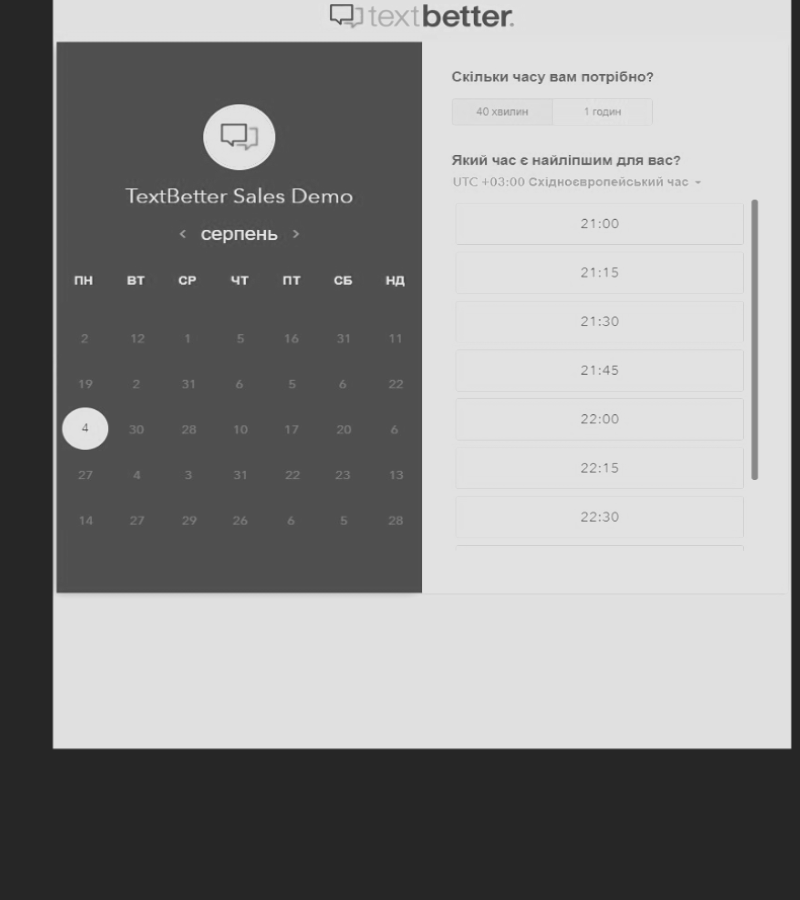 textbetter.
TextBetter Sales Demo
< серпень >
ПН ВТ СР ЧТ ПТ СБ НД
2 12 1 5 16 31 11
19 2 31 6 5 6 22
4 30 28 10 17 20 6
27 4 3 31 22 23 13
14 27 29 26 6 5 28
Скільки часу вам потрібно?
40 хвилин 1 годин
Який час є найліпшим для вас?
UTC +03:00 Східноєвропейський час
21:00
21:15
21:30
21:45
22:00
22:15
22:30